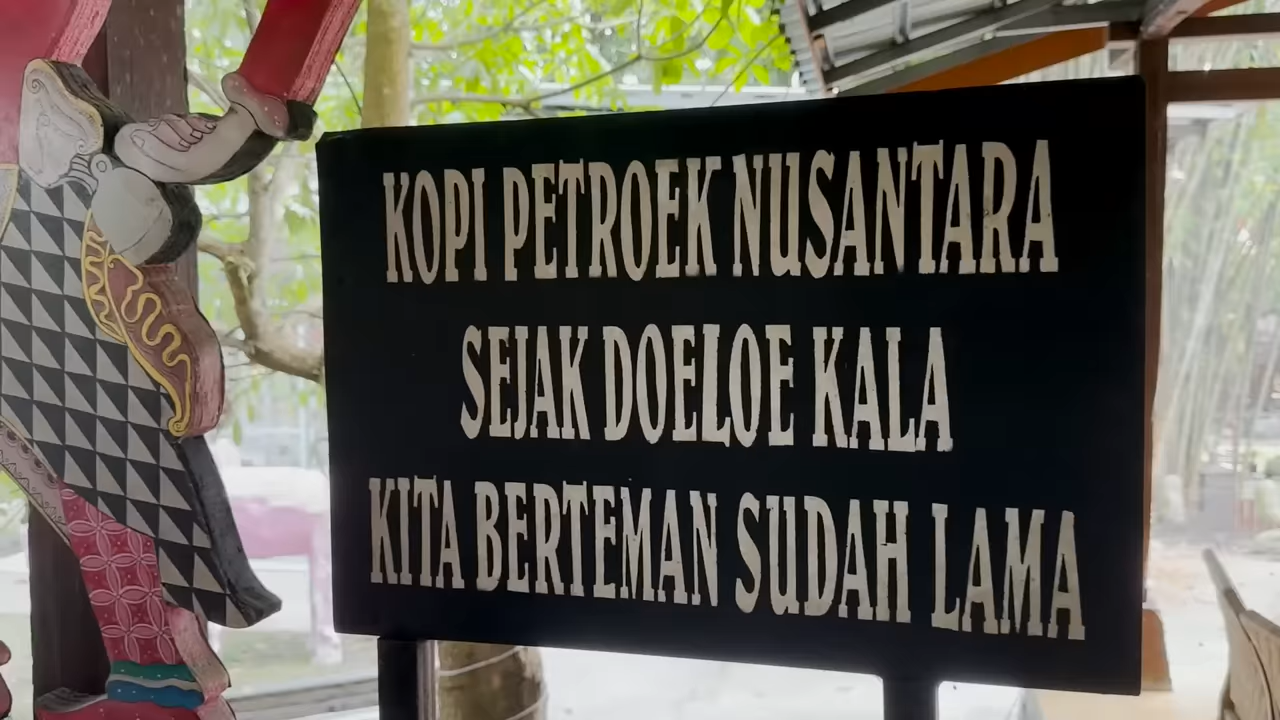 KOPI PETROEK NUSANTARA
SEJAK DOELOE KALA
KITA BERTEMAN SUDAH LAMA